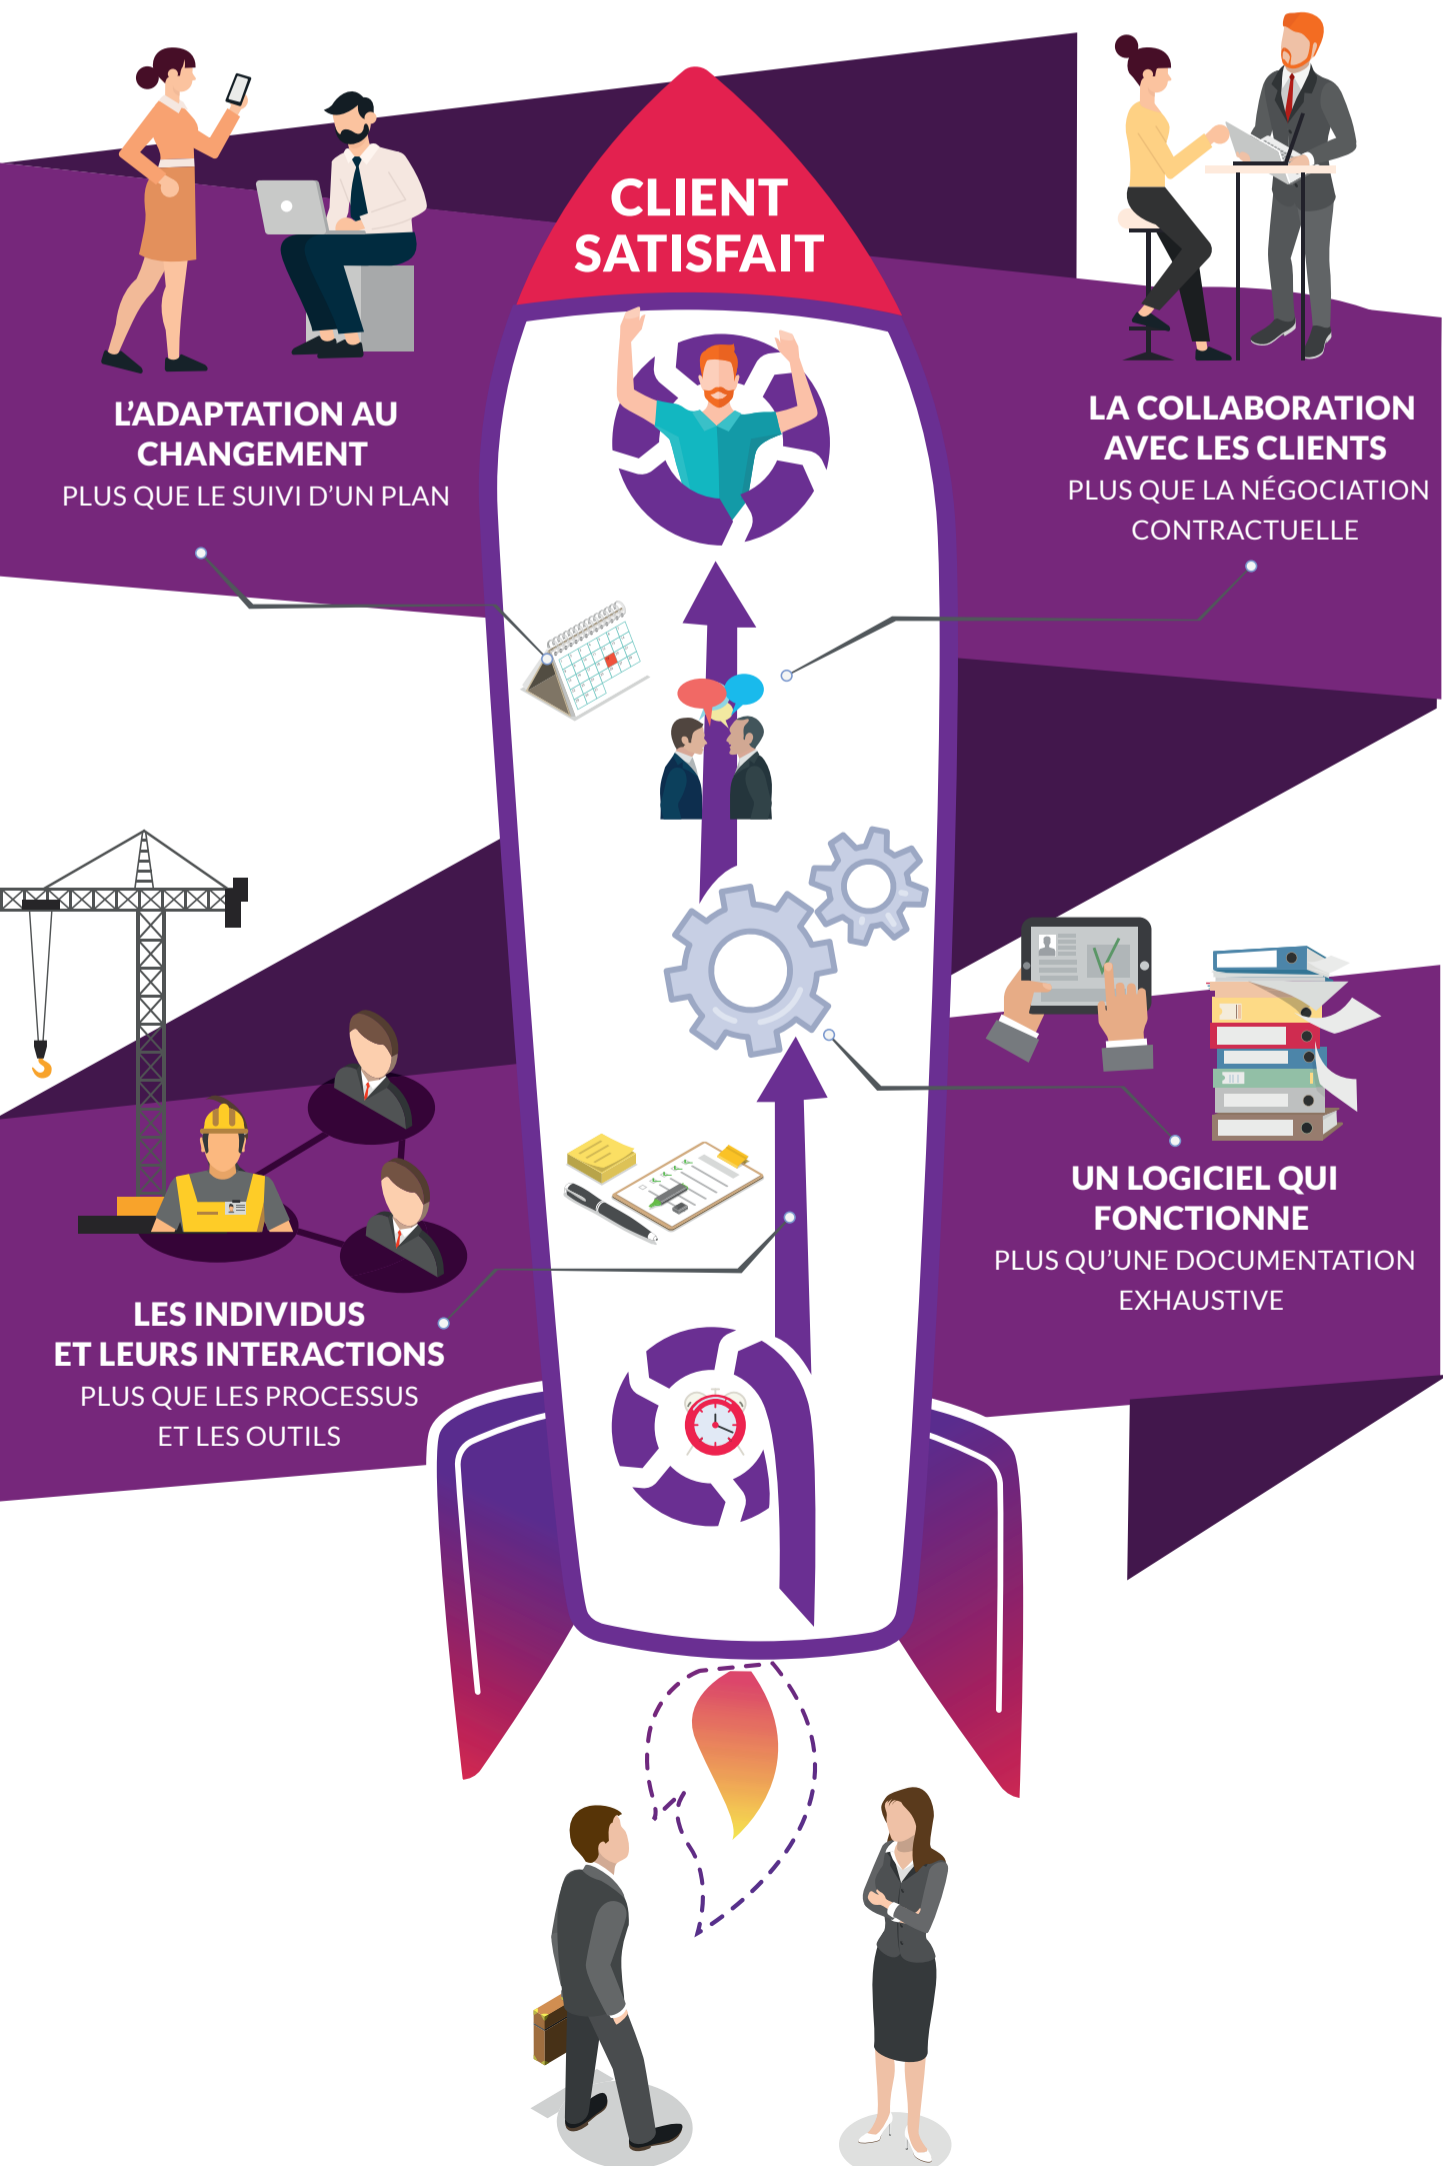 CLIENT
SATISFAIT
L’ADAPTATION AU
CHANGEMENT
PLUS QUE LE SUIVI D’UN PLAN
LA COLLABORATION
AVEC LES CLIENTS
PLUS QUE LA NÉGOCIATION
CONTRACTUELLE
UN LOGICIEL QUI
FONCTIONNE
PLUS QU’UNE DOCUMENTATION
EXHAUSTIVE
LES INDIVIDUS
ET LEURS INTERACTIONS
PLUS QUE LES PROCESSUS
ET LES OUTILS